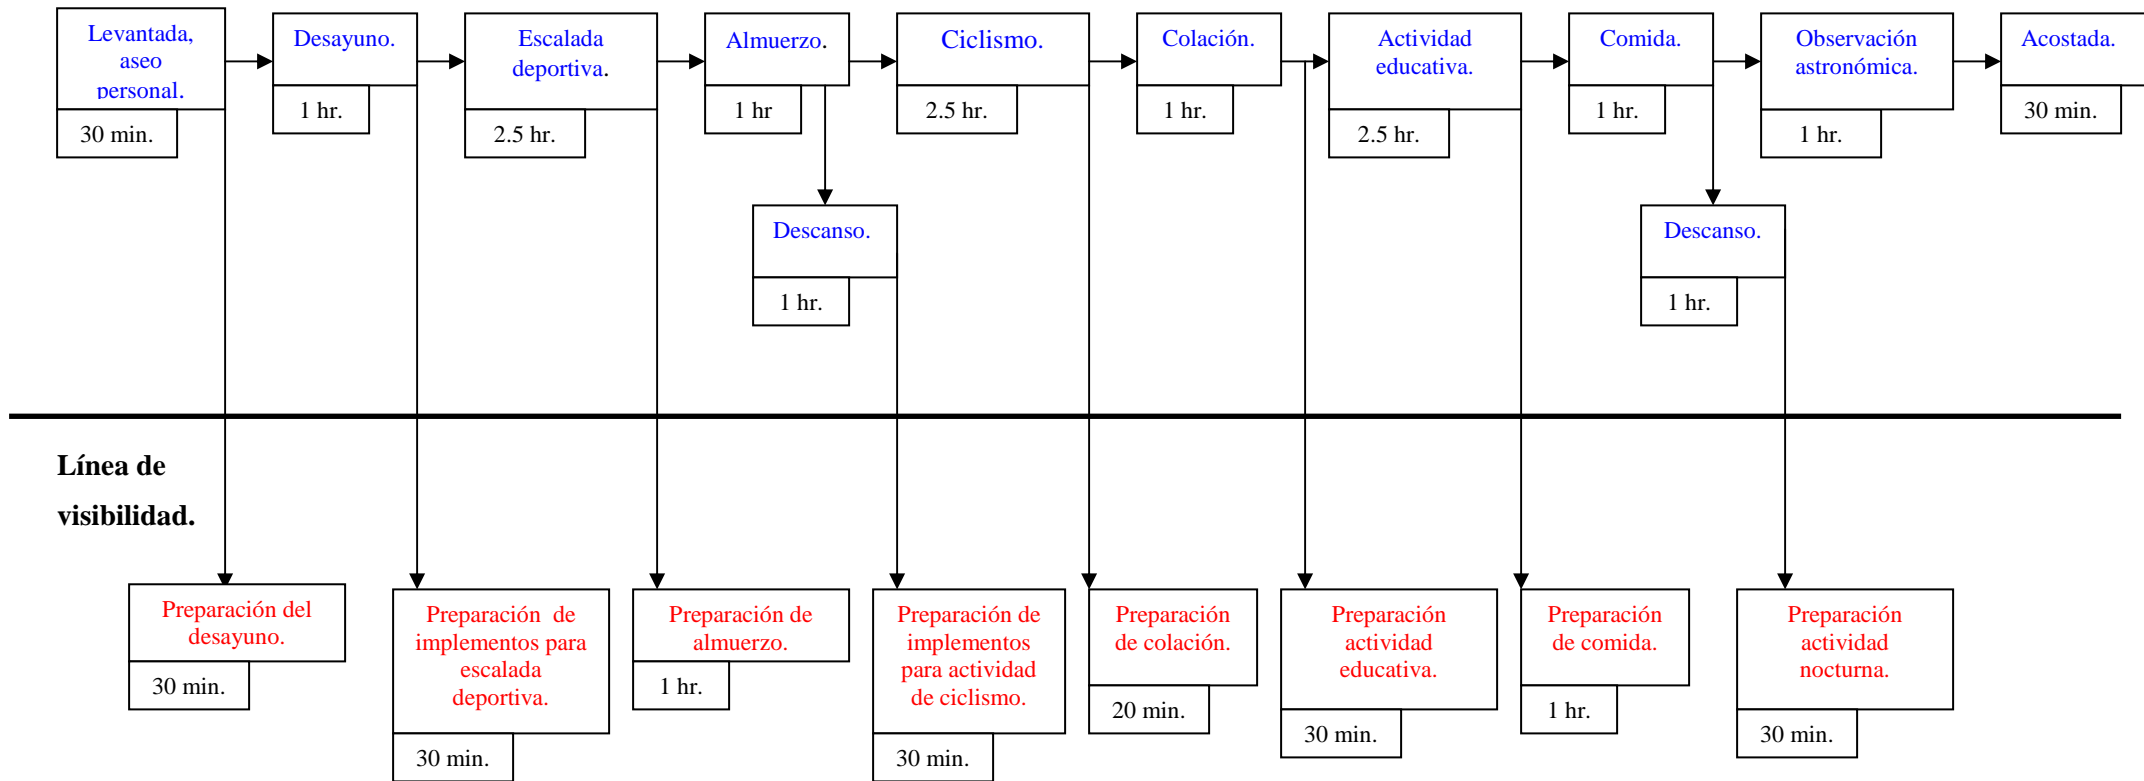 Levantada,
aseo
personal.
30 min.
Desayuno.
1 hr.
Escalada
deportiva.
2.5 hr.
Almuerzo.
1 hr
Ciclismo.
2.5 hr.
Colación.
1 hr.
Actividad
educativa.
2.5 hr.
Comida.
1 hr.
Observación
astronómica.
1 hr.
Acostada.
30 min.
Descanso.
1 hr.
Descanso.
1 hr.
Línea de
visibilidad.
Preparación del
desayuno.
30 min.
Preparación de
implementos para
escalada
deportiva.
30 min.
Preparación de
almuerzo.
1 hr.
Preparación de
implementos
para actividad
de ciclismo.
30 min.
Preparación
de colación.
20 min.
Preparación
actividad
educativa.
30 min.
Preparación
de comida.
1 hr.
Preparación
actividad
nocturna.
30 min.